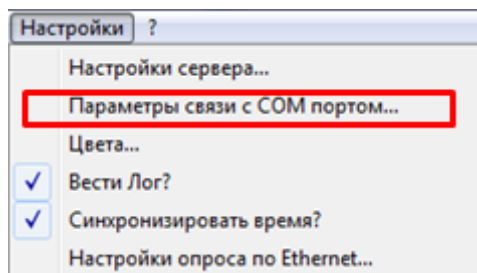 Настройки ?
Настройки сервера...
Параметры связи с COM портом...
Цвета...
Вести Лог?
Синхронизировать время?
Настройки опроса по Ethernet...